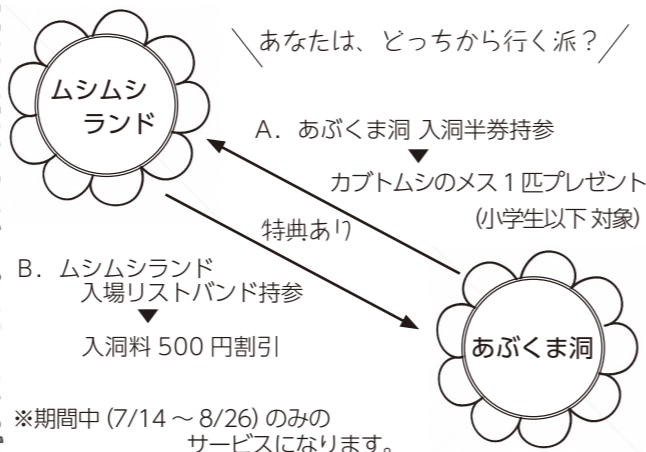 あなたは、どっちから行く派？
ムシムシ
ランド
A．あぶくま洞 入洞半券持参
▼
カブトムシのメス1匹プレゼント
(小学生以下 対象)
特典あり
B．ムシムシランド
入場リストバンド持参
▼
入洞料 500 円割引
あぶくま洞
※期間中 (7/14 ～ 8/26) のみの
サービスになります。